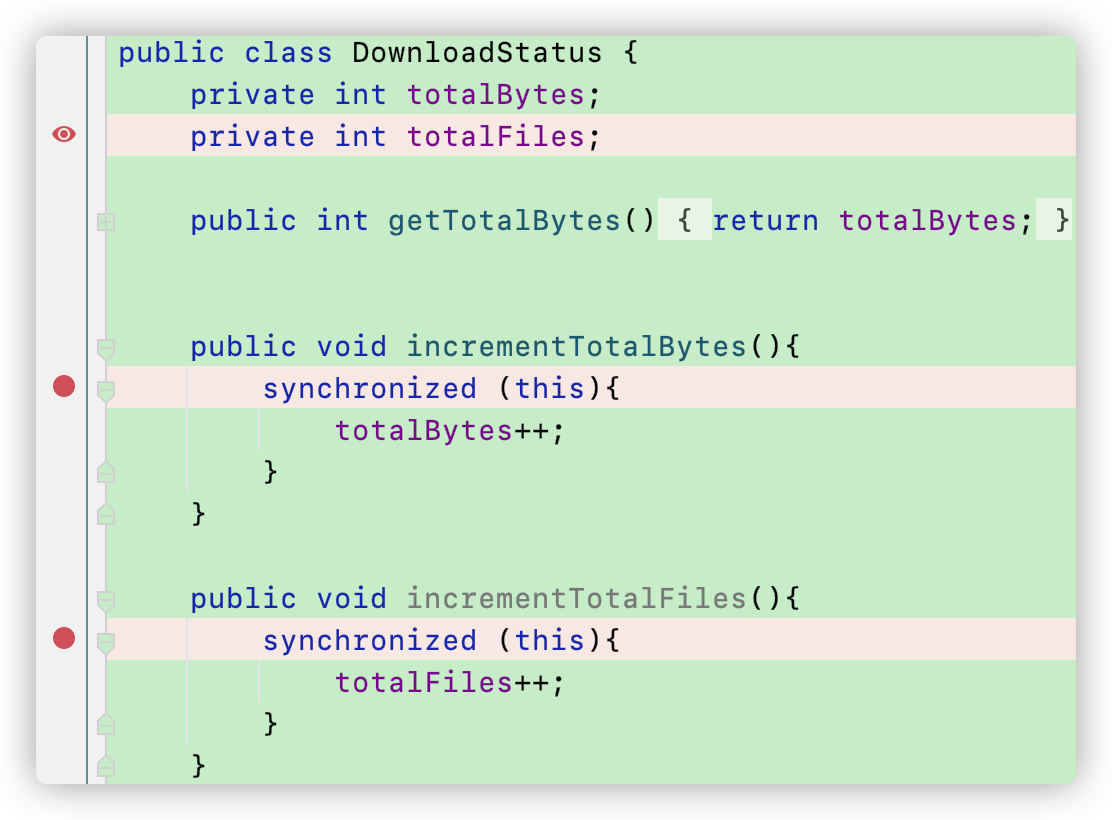 public class DownloadStatus {
    private int totalBytes;
    private int totalFiles;
    public int getTotalBytes() { return totalBytes; }
    public void incrementTotalBytes(){
        synchronized (this){
            totalBytes++;
        }
    }
    public void incrementTotalFiles(){
        synchronized (this){
            totalFiles++;
        }
    }